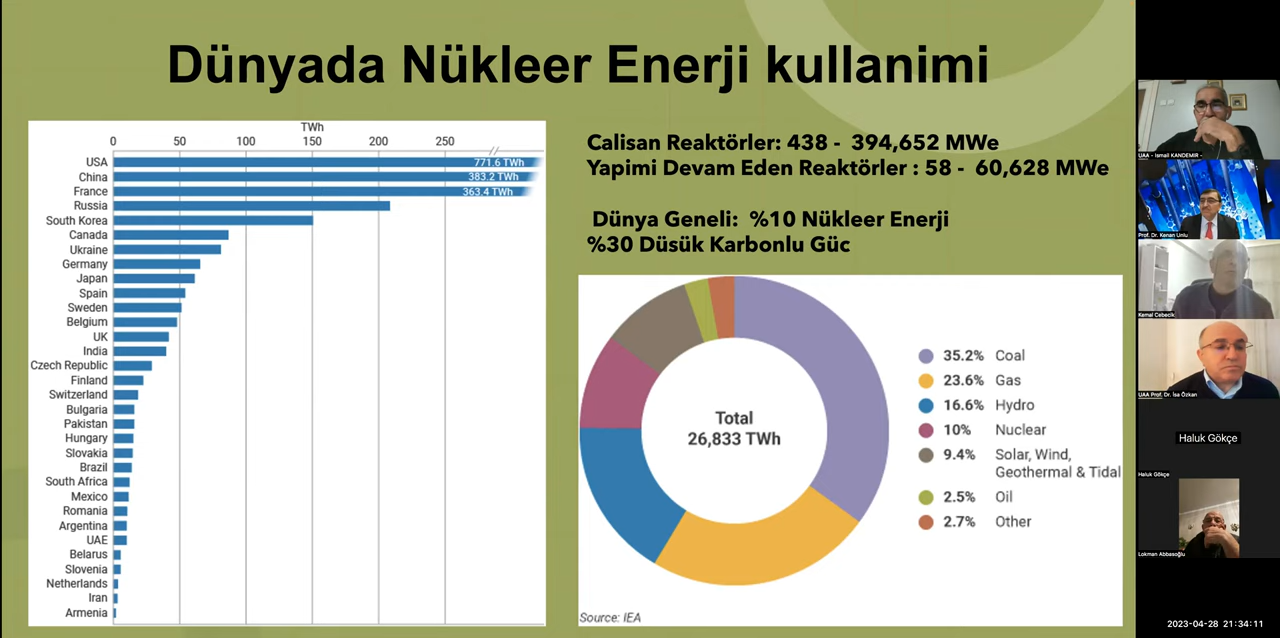 Dünyada Nükleer Enerji kullanimi
TWh
0 50 100 150 200 250
USA 771.6 TWh
China 383.2 TWh
France 363.4 TWh
Russia
South Korea
Canada
Ukraine
Germany
Japan
Spain
Sweden
Belgium
UK
India
Czech Republic
Finland
Switzerland
Bulgaria
Pakistan
Hungary
Slovakia
Brazil
South Africa
Mexico
Romania
Argentina
UAE
Belarus
Slovenia
Netherlands
Iran
Armenia
Calisan Reaktörler: 438 - 394,652 MWe
Yapimi Devam Eden Reaktörler : 58 - 60,628 MWe
Dünya Geneli: %10 Nükleer Enerji
%30 Düsük Karbonlu Güc
Total
26,833 TWh
35.2% Coal
23.6% Gas
16.6% Hydro
10% Nuclear
9.4% Solar, Wind,
Geothermal & Tidal
2.5% Oil
2.7% Other
Source: IEA
UAA - Ismail KANDEMIR -
Prof. Dr. Kenan Unlu
Kemal Cebecik
UAA Prof. Dr. İsa Özkan
Haluk Gökçe
Haluk Gökçe
Lokman Abbasoğlu
2023-04-28 21:34:11